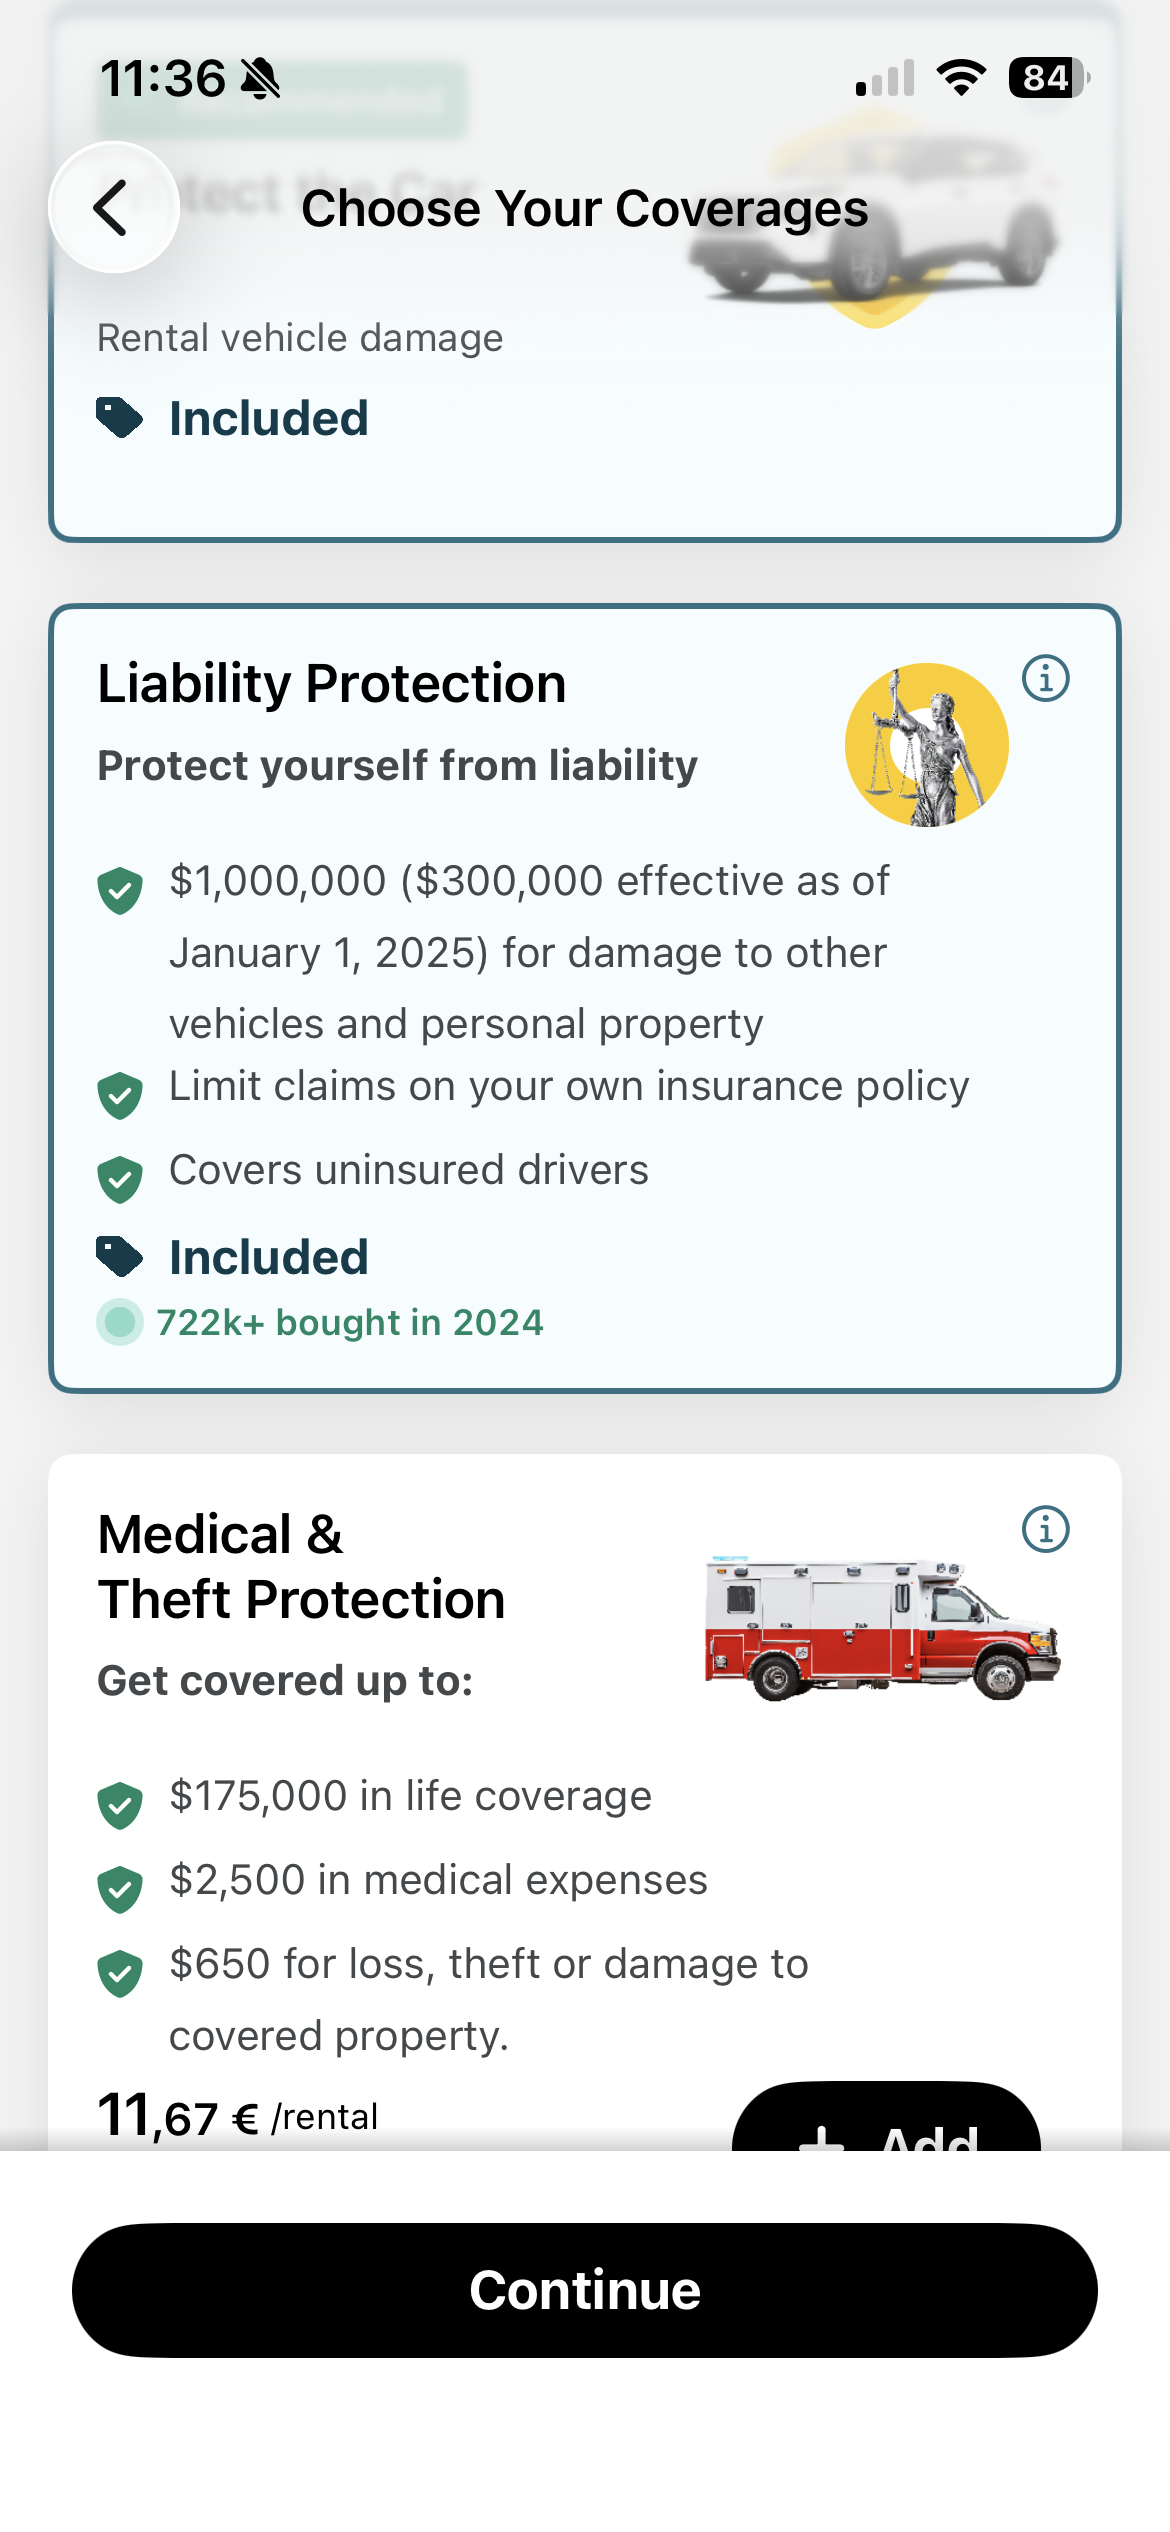 11:36
84
Protect the Car
Choose Your Coverages
Rental vehicle damage
Included
Liability Protection
Protect yourself from liability
$1,000,000 ($300,000 effective as of
January 1, 2025) for damage to other
vehicles and personal property
Limit claims on your own insurance policy
Covers uninsured drivers
Included
722k+ bought in 2024
Medical &
Theft Protection
Get covered up to:
$175,000 in life coverage
$2,500 in medical expenses
$650 for loss, theft or damage to
covered property.
11,67 € /rental
+ Add
Continue